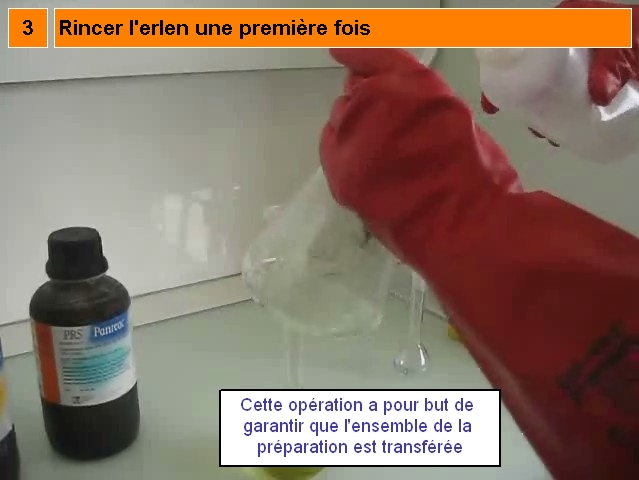 3 Rincer l'erlen une première fois
PRS Panreac
Cette opération a pour but de
garantir que l'ensemble de la
préparation est transférée